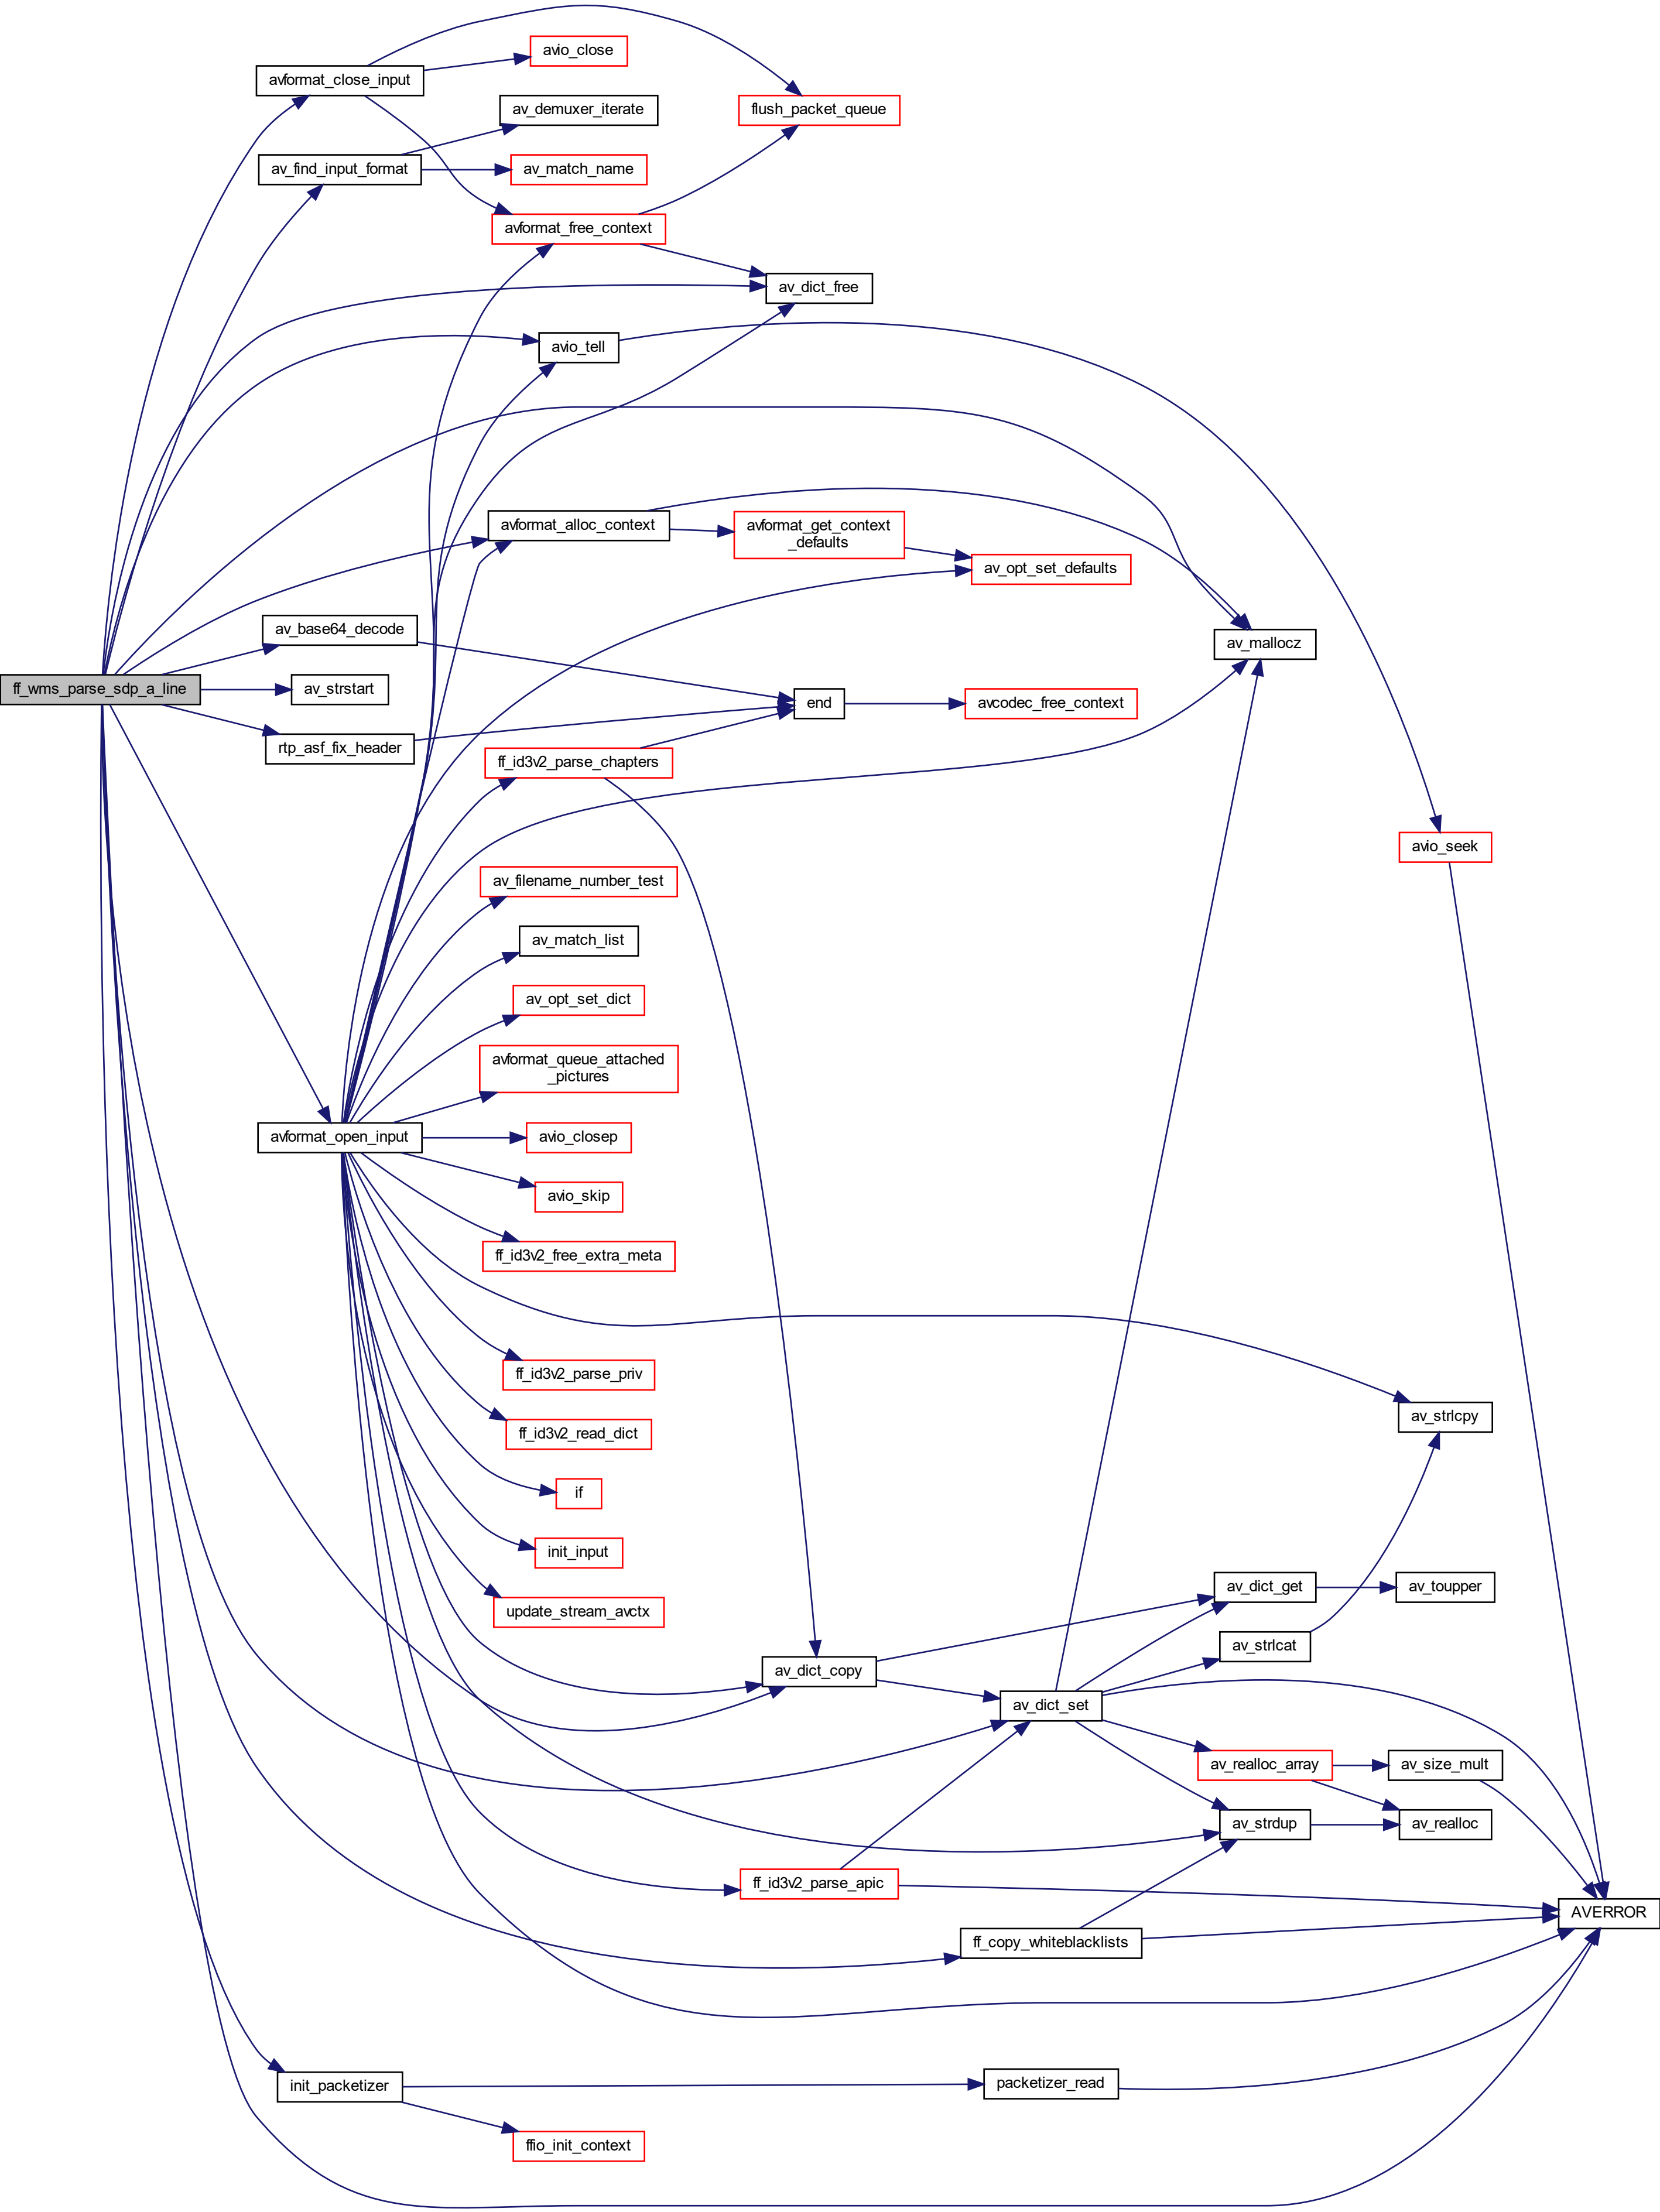 avio_close
avformat_close_input
av_demuxer_iterate
flush_packet_queue
av_find_input_format
av_match_name
avformat_free_context
av_dict_free
avio_tell
avformat_alloc_context
avformat_get_context
_defaults
av_opt_set_defaults
av_base64_decode
av_mallocz
ff_wms_parse_sdp_a_line
av_strstart
end
avcodec_free_context
rtp_asf_fix_header
ff_id3v2_parse_chapters
avio_seek
av_filename_number_test
av_match_list
av_opt_set_dict
avformat_queue_attached
_pictures
avformat_open_input
avio_closep
avio_skip
ff_id3v2_free_extra_meta
ff_id3v2_parse_priv
av_strlcpy
ff_id3v2_read_dict
if
init_input
av_dict_get
av_toupper
update_stream_avctx
av_strlcat
av_dict_copy
av_dict_set
av_realloc_array
av_size_mult
av_strdup
av_realloc
ff_id3v2_parse_apic
AVERROR
ff_copy_whiteblacklists
init_packetizer
packetizer_read
ffio_init_context